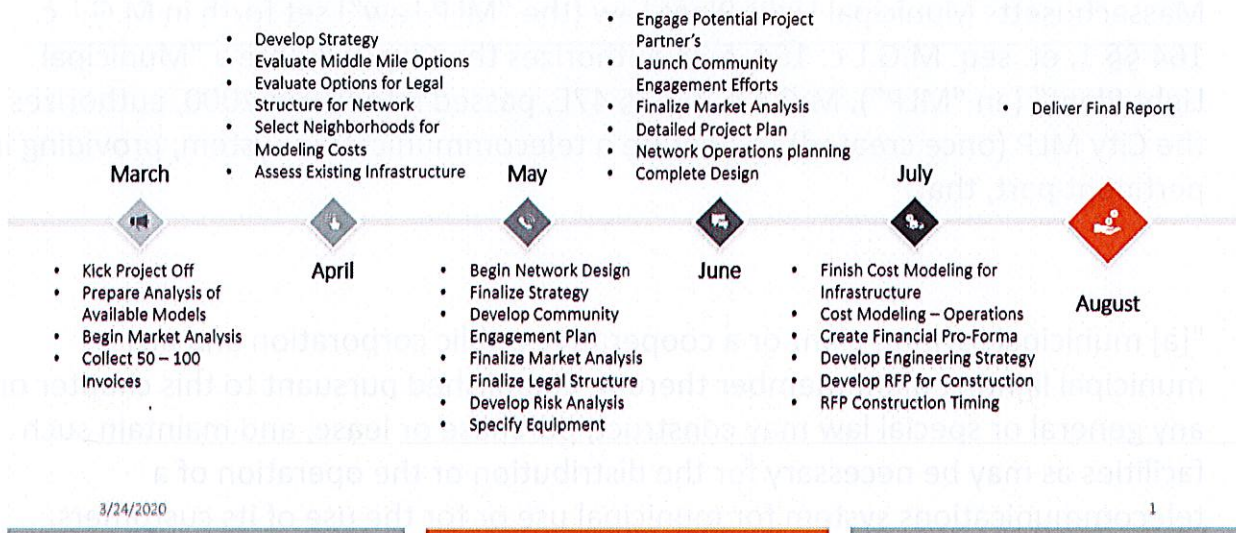 • Develop Strategy
• Evaluate Middle Mile Options
• Evaluate Options for Legal
Structure for Network
• Select Neighborhoods for
Modeling Costs
• Assess Existing Infrastructure
• Engage Potential Project
Partner's
• Launch Community
Engagement Efforts
• Finalize Market Analysis
• Detailed Project Plan
• Network Operations planning
• Complete Design
• Deliver Final Report
March
May
July
• Kick Project Off
• Prepare Analysis of
Available Models
• Begin Market Analysis
• Collect 50 – 100
Invoices
April
• Begin Network Design
• Finalize Strategy
• Develop Community
Engagement Plan
• Finalize Market Analysis
• Finalize Legal Structure
• Develop Risk Analysis
• Specify Equipment
June
• Finish Cost Modeling for
Infrastructure
• Cost Modeling – Operations
• Create Financial Pro-Forma
• Develop Engineering Strategy
• Develop RFP for Construction
• RFP Construction Timing
August
3/24/2020
1